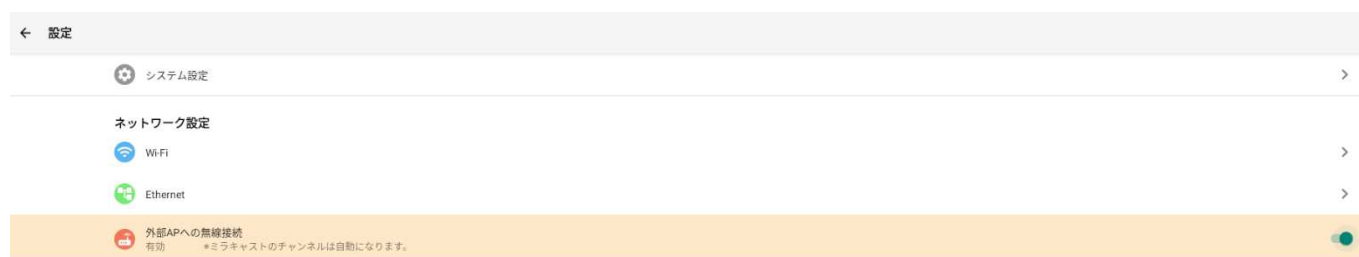 設定
システム設定
ネットワーク設定
Wi-Fi
Ethernet
外部APへの無線接続
有効 *ミラキャストのチャンネルは自動になります。